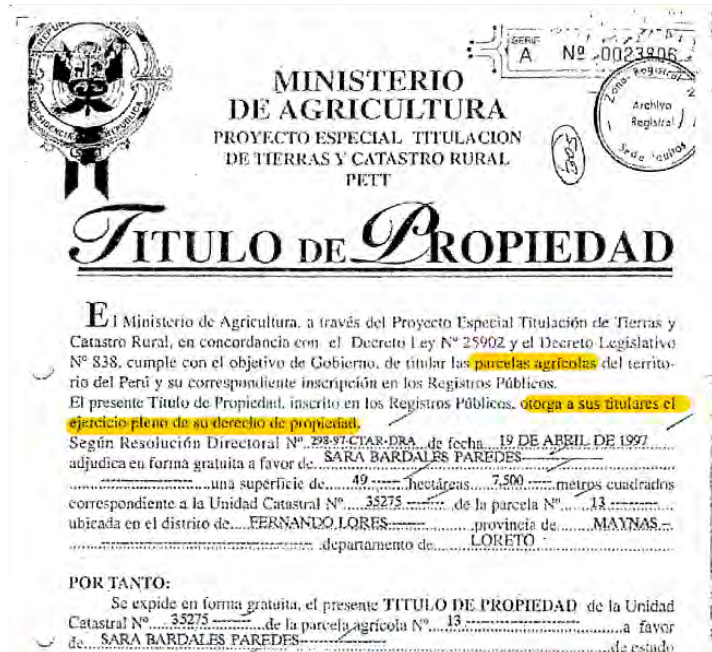 REPUBLICA DEL PERU
PRESIDENCIA REPUBLICA
SERIE
A Nº 0023806
MINISTERIO
DE AGRICULTURA
PROYECTO ESPECIAL TITULACION
DE TIERRAS Y CATASTRO RURAL
PETT
Zona Registral
Archivo
Registral
Sede Iquitos
TITULO DE PROPIEDAD
El Ministerio de Agricultura, a través del Proyecto Especial Titulación de Tierras y
Catastro Rural, en concordancia con el Decreto Ley Nº 25902 y el Decreto Legislativo
Nº 838, cumple con el objetivo de Gobierno, de titular las parcelas agrícolas del territo-
rio del Perú y su correspondiente inscripción en los Registros Públicos.
El presente Título de Propiedad, inscrito en los Registros Públicos, otorga a sus titulares el
ejercicio pleno de su derecho de propiedad.
Según Resolución Directoral Nº 298-97-CTAR-DRA de fecha 19 DE ABRIL DE 1997
adjudica en forma gratuita a favor de SARA BARDALES PAREDES
una superficie de 49 hectáreas 7,500 metros cuadrados
correspondiente a la Unidad Catastral Nº 35275 de la parcela Nº 13
ubicada en el distrito de FERNANDO LORES provincia de MAYNAS
departamento de LORETO
POR TANTO:
Se expide en forma gratuita, el presente TITULO DE PROPIEDAD de la Unidad
Catastral Nº 35275 de la parcela agrícola Nº 13 a favor
de SARA BARDALES PAREDES de estado